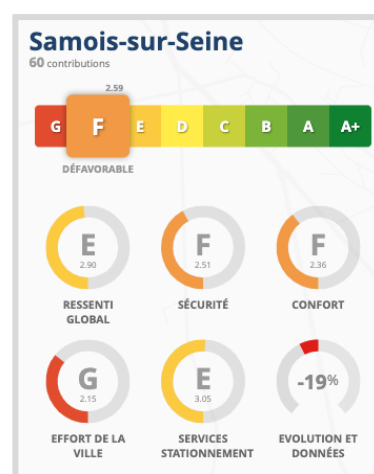 Samois-sur-Seine
60 contributions
2.59
G F E D C B A A+
DÉFAVORABLE
E
2.90
RESSENTI
GLOBAL
F
2.51
SÉCURITÉ
F
2.36
CONFORT
G
2.15
EFFORT DE LA
VILLE
E
3.05
SERVICES
STATIONNEMENT
-19%
EVOLUTION ET
DONNÉES